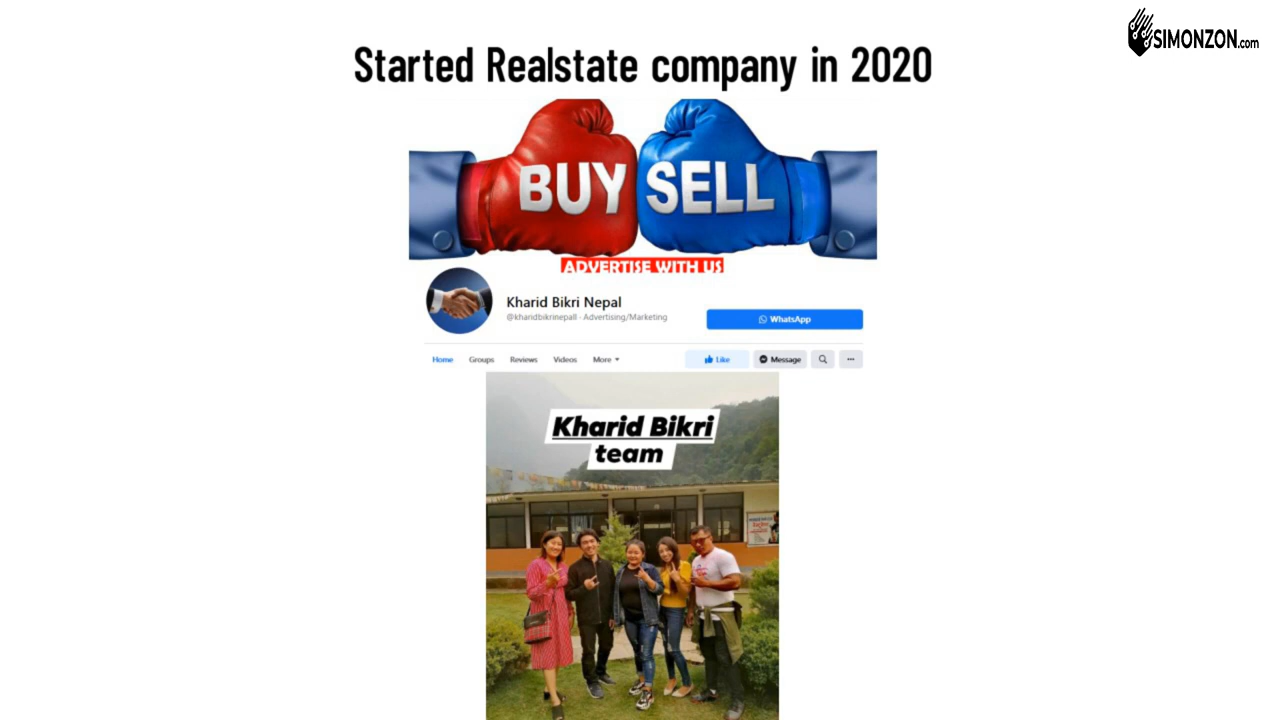 SIMONZON.com
Started Realstate company in 2020
BUY SELL
ADVERTISE WITH US
Kharid Bikri Nepal
@kharidbikrinepall · Advertising/Marketing
WhatsApp
Home Groups Reviews Videos More
Like Message
Kharid Bikri
team